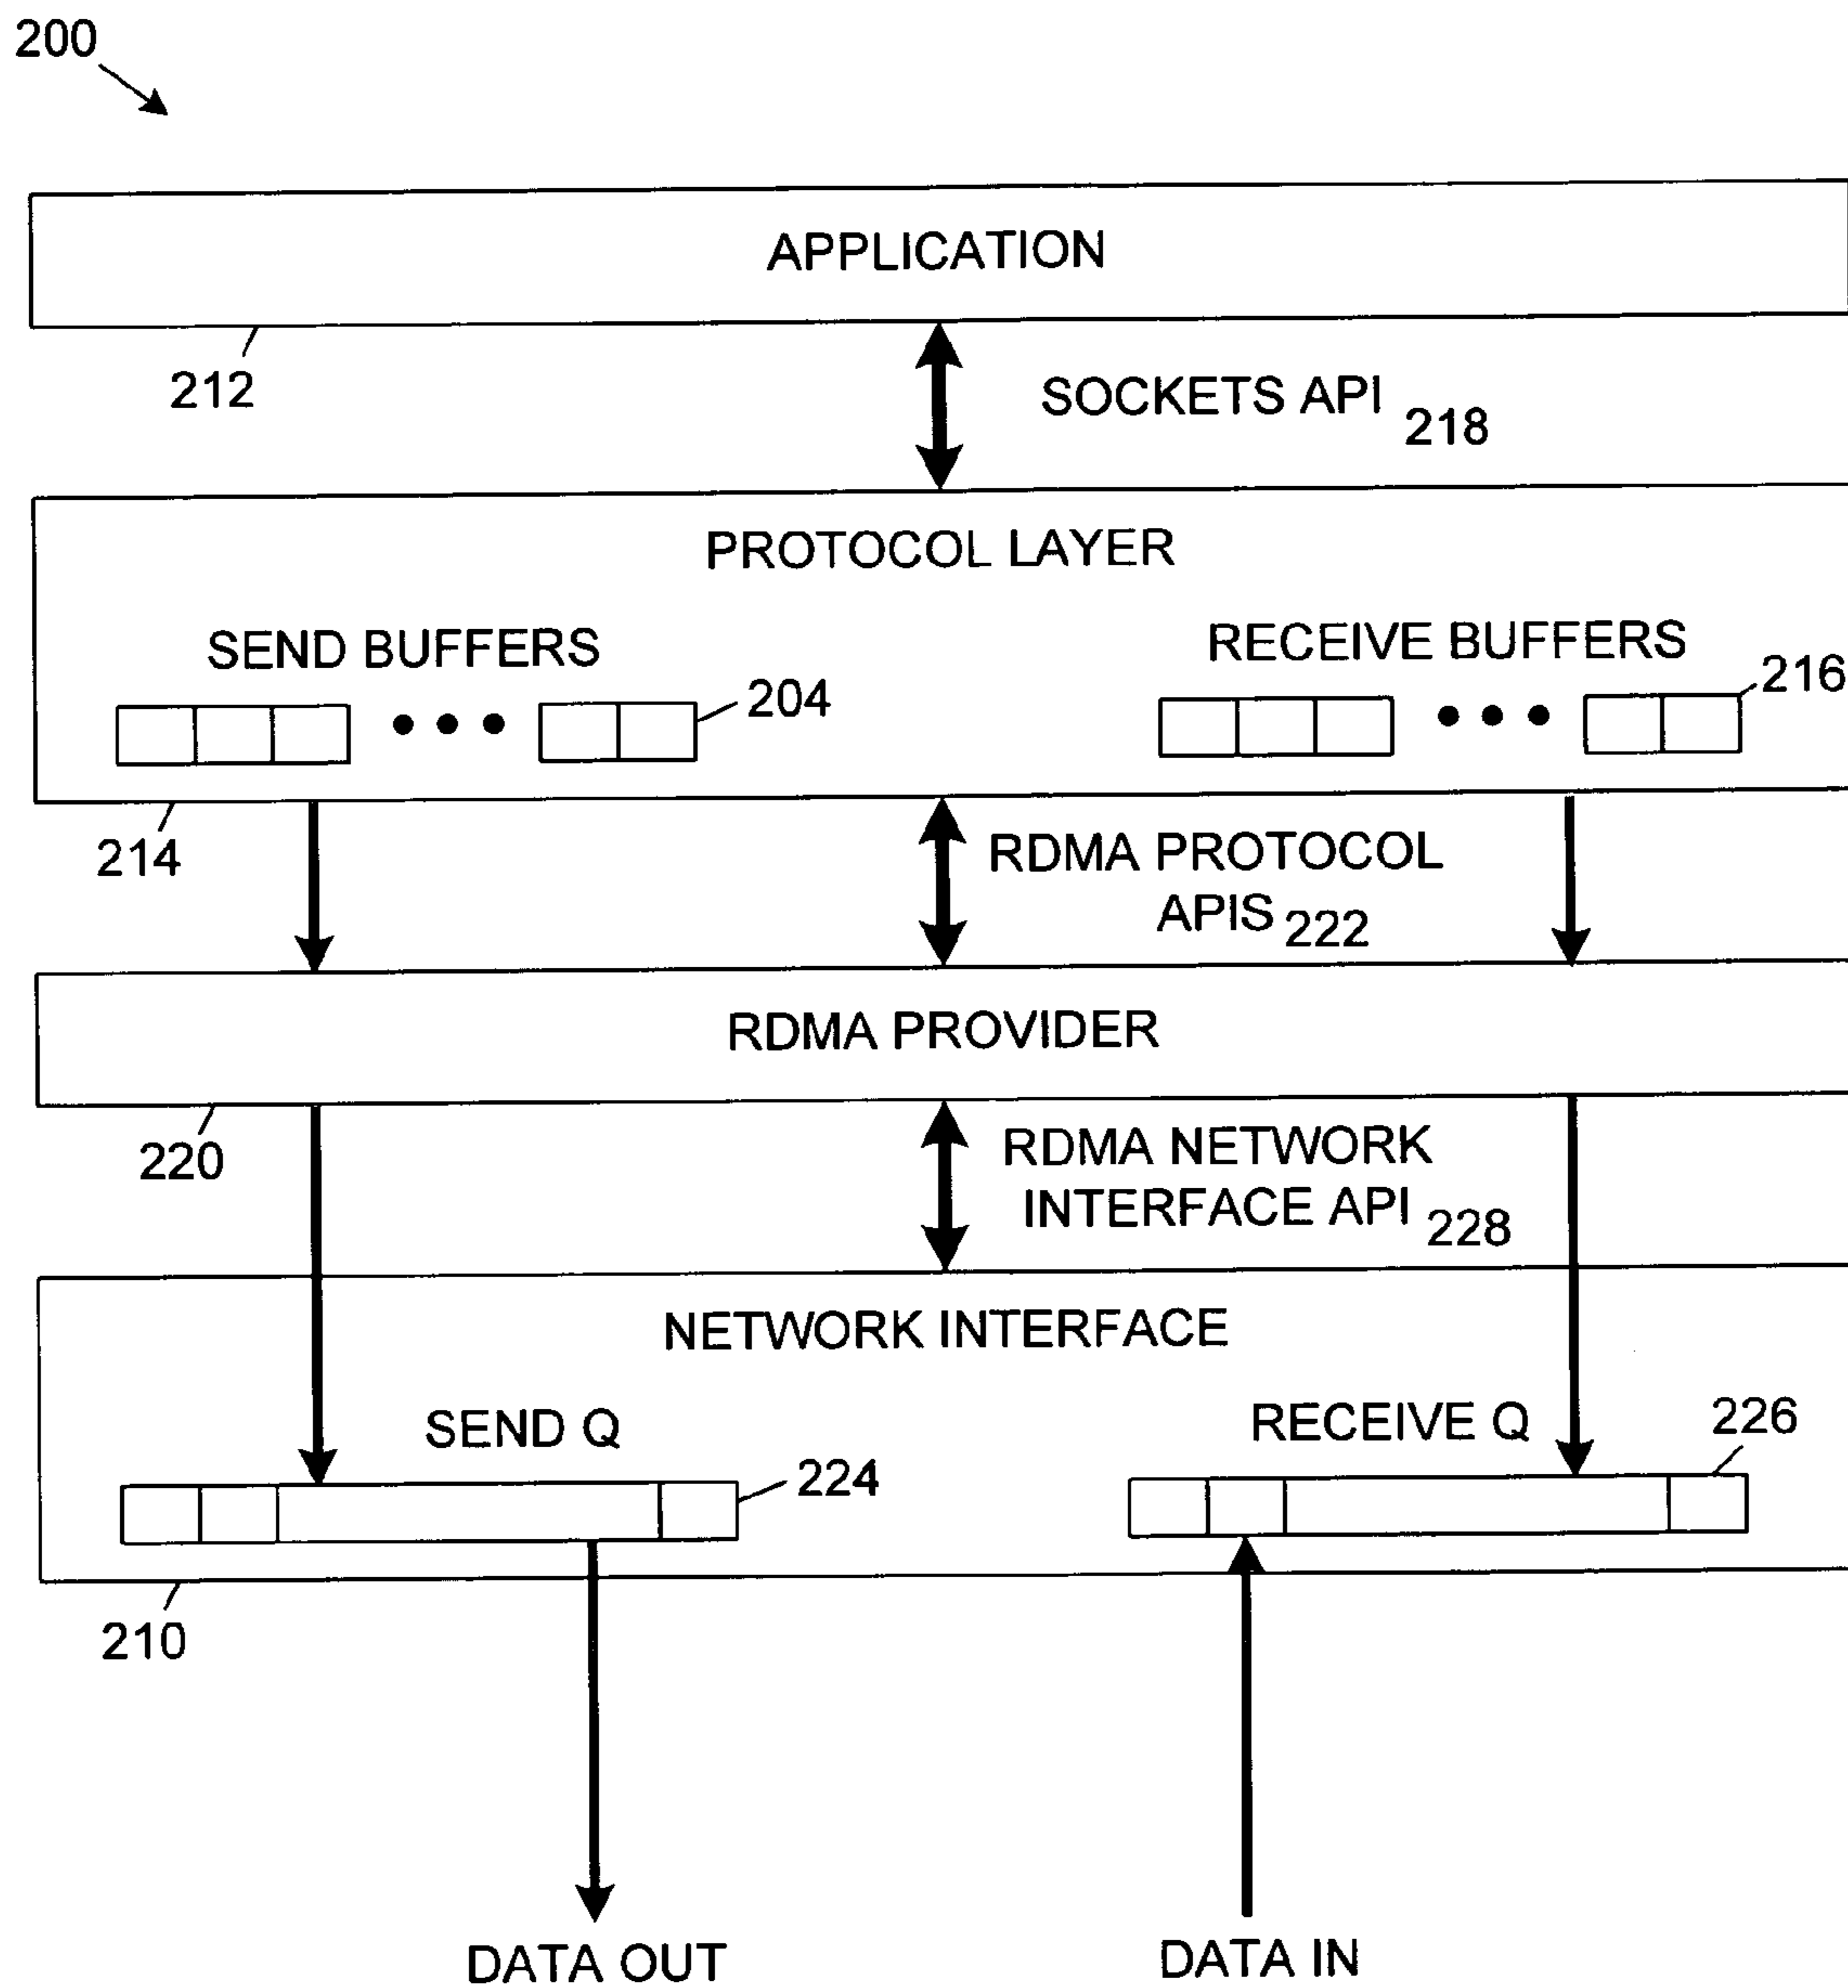 200
APPLICATION
212
SOCKETS API 218
PROTOCOL LAYER
SEND BUFFERS
RECEIVE BUFFERS
204
216
214
RDMA PROTOCOL
APIS 222
RDMA PROVIDER
220
RDMA NETWORK
INTERFACE API 228
NETWORK INTERFACE
SEND Q
RECEIVE Q
226
224
210
DATA OUT
DATA IN